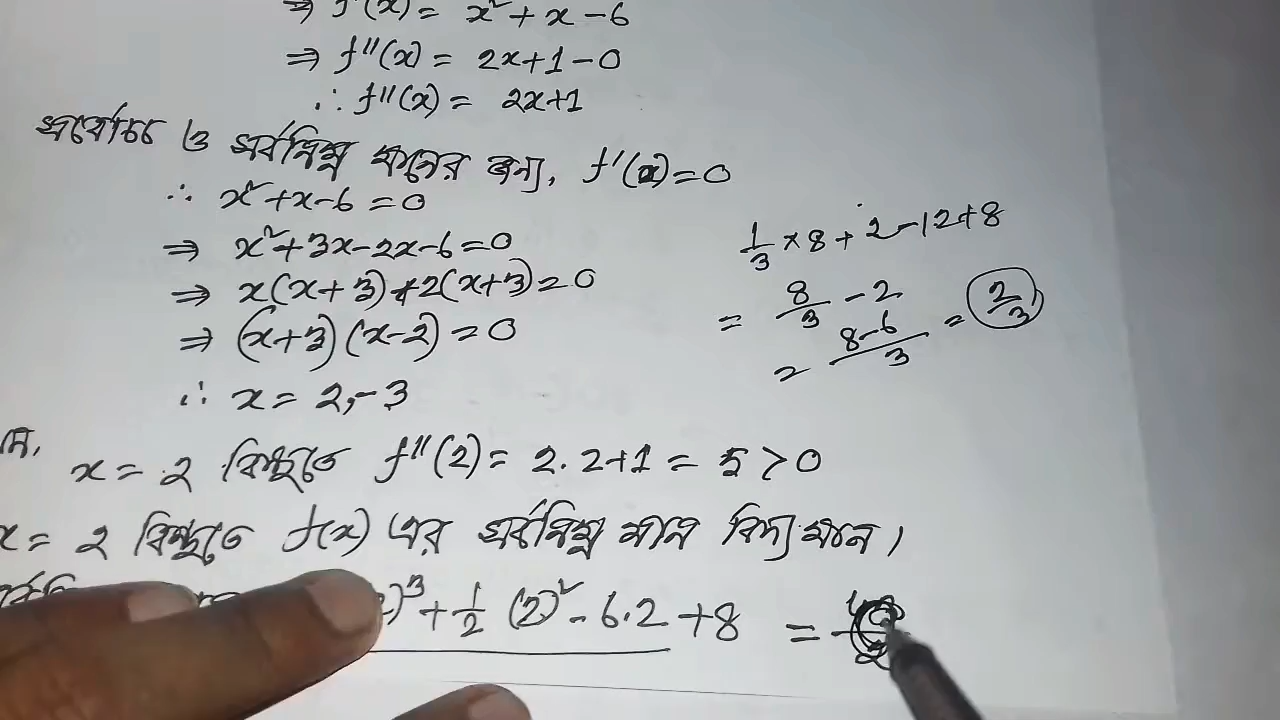 ⇒ f'(x) = x² + x - 6
⇒ f''(x) = 2x+1-0
∴ f''(x) = 2x+1
সর্বোচ্চ ও সর্বনিম্ন মানের জন্য, f'(x)=0
∴ x²+x-6=0
⇒ x²+3x-2x-6=0
⇒ x(x+3)-2(x+3)=0
⇒ (x+3)(x-2)=0
∴ x = 2,-3
x = 2 বিন্দুতে f''(2) = 2.2+1 = 5 > 0
x = 2 বিন্দুতে f(x) এর সর্বনিম্ন মান বিদ্যমান।
)³ + 1/2 (2)² - 6.2 + 8 =
1/3 × 8 + 2 - 12 + 8
= 8/3 - 2
= 8-6/3 = 2/3